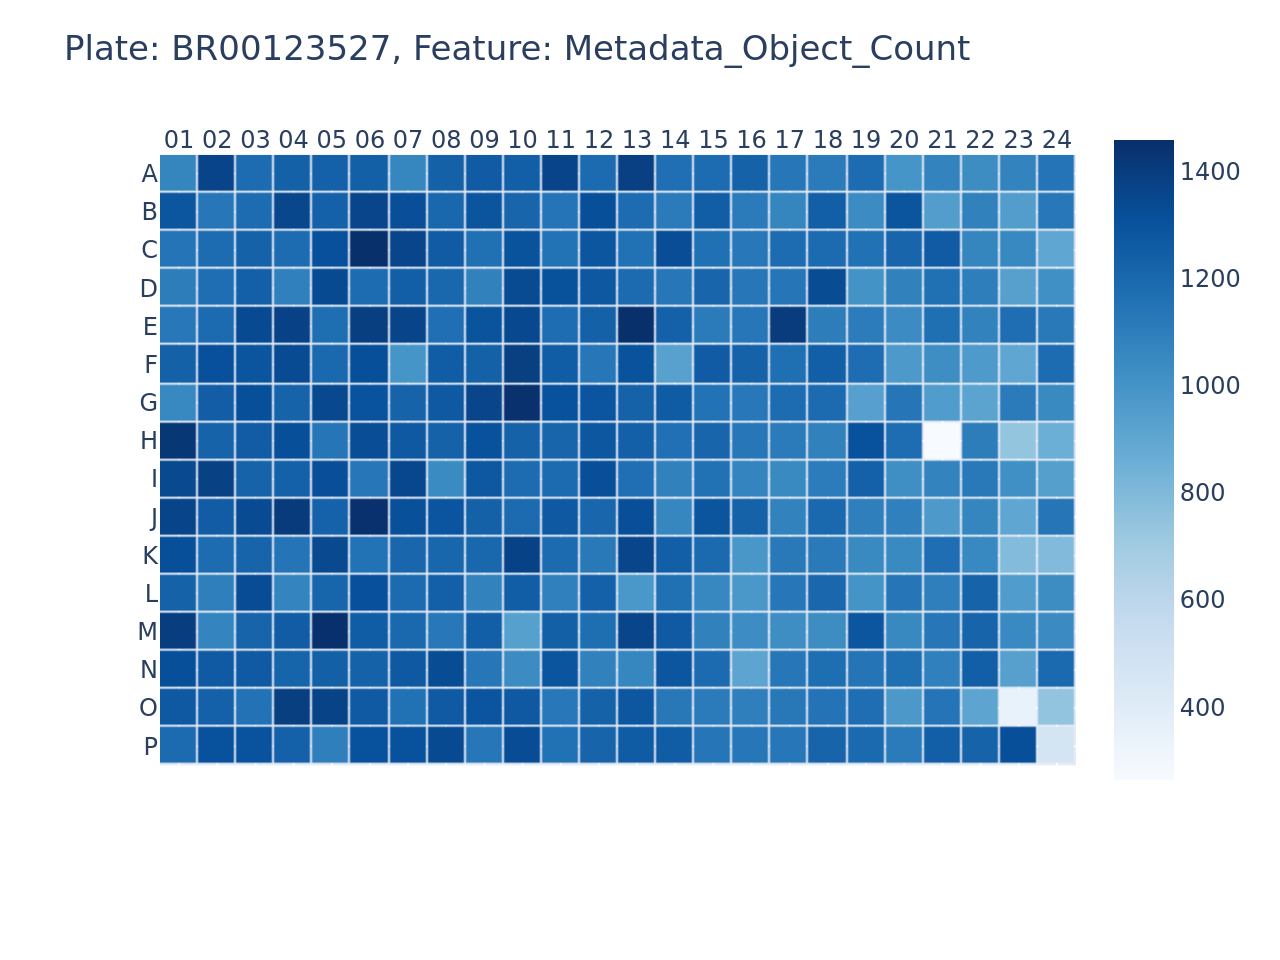 Plate: BR00123527, Feature: Metadata_Object_Count
01 02 03 04 05 06 07 08 09 10 11 12 13 14 15 16 17 18 19 20 21 22 23 24
A
B
C
D
E
F
G
H
I
J
K
L
M
N
O
P
1400
1200
1000
800
600
400